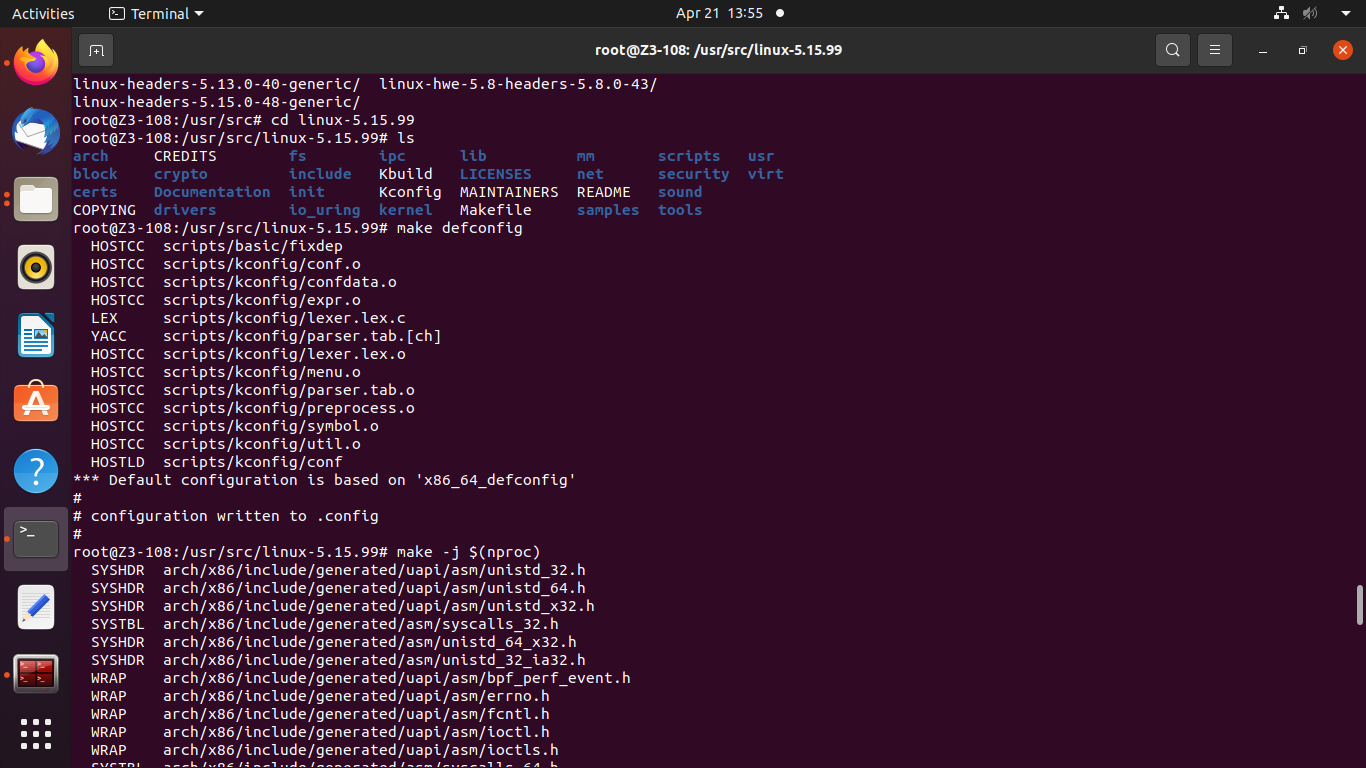 Activities Terminal Apr 21 13:55
root@Z3-108: /usr/src/linux-5.15.99
linux-headers-5.13.0-40-generic/ linux-hwe-5.8-headers-5.8.0-43/
linux-headers-5.15.0-48-generic/
root@Z3-108:/usr/src# cd linux-5.15.99
root@Z3-108:/usr/src/linux-5.15.99# ls
arch CREDITS fs ipc lib mm scripts usr
block crypto include Kbuild LICENSES net security virt
certs Documentation init Kconfig MAINTAINERS README sound
COPYING drivers io_uring kernel Makefile samples tools
root@Z3-108:/usr/src/linux-5.15.99# make defconfig
HOSTCC scripts/basic/fixdep
HOSTCC scripts/kconfig/conf.o
HOSTCC scripts/kconfig/confdata.o
HOSTCC scripts/kconfig/expr.o
LEX scripts/kconfig/lexer.lex.c
YACC scripts/kconfig/parser.tab.[ch]
HOSTCC scripts/kconfig/lexer.lex.o
HOSTCC scripts/kconfig/menu.o
HOSTCC scripts/kconfig/parser.tab.o
HOSTCC scripts/kconfig/preprocess.o
HOSTCC scripts/kconfig/symbol.o
HOSTCC scripts/kconfig/util.o
HOSTLD scripts/kconfig/conf
*** Default configuration is based on 'x86_64_defconfig'
#
# configuration written to .config
#
root@Z3-108:/usr/src/linux-5.15.99# make -j $(nproc)
SYSHDR arch/x86/include/generated/uapi/asm/unistd_32.h
SYSHDR arch/x86/include/generated/uapi/asm/unistd_64.h
SYSHDR arch/x86/include/generated/uapi/asm/unistd_x32.h
SYSTBL arch/x86/include/generated/asm/syscalls_32.h
SYSHDR arch/x86/include/generated/asm/unistd_64_x32.h
SYSHDR arch/x86/include/generated/asm/unistd_32_ia32.h
WRAP arch/x86/include/generated/uapi/asm/bpf_perf_event.h
WRAP arch/x86/include/generated/uapi/asm/errno.h
WRAP arch/x86/include/generated/uapi/asm/fcntl.h
WRAP arch/x86/include/generated/uapi/asm/ioctl.h
WRAP arch/x86/include/generated/uapi/asm/ioctls.h
SYSTBL arch/x86/include/generated/asm/syscalls_64.h